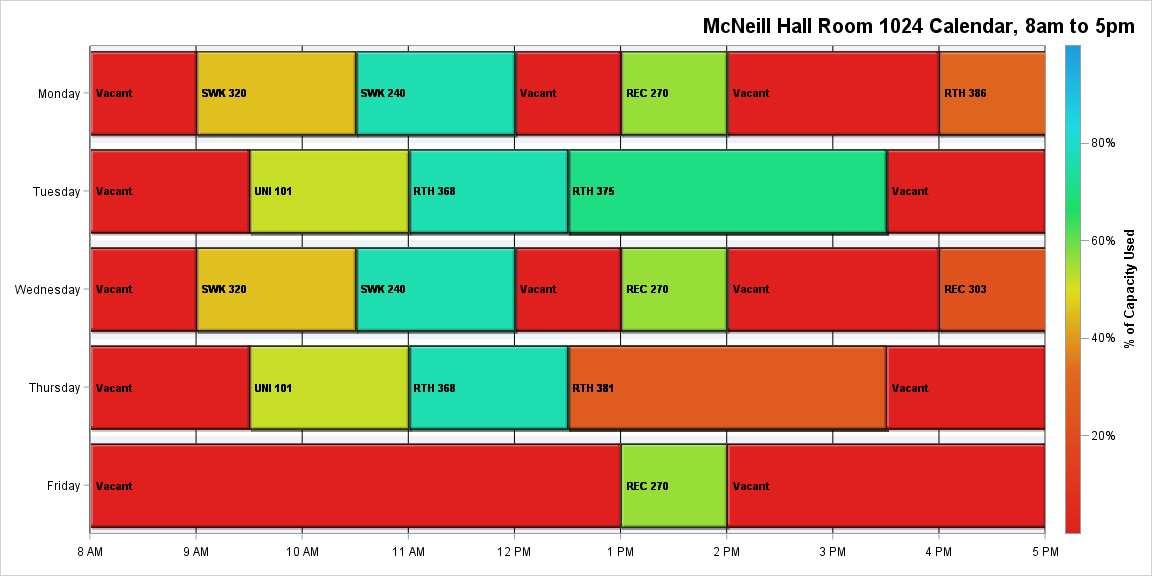 McNeill Hall Room 1024 Calendar, 8am to 5pm
Monday
Vacant
SWK 320
SWK 240
Vacant
REC 270
Vacant
RTH 386
Tuesday
Vacant
UNI 101
RTH 368
RTH 375
Vacant
Wednesday
Vacant
SWK 320
SWK 240
Vacant
REC 270
Vacant
REC 303
Thursday
Vacant
UNI 101
RTH 368
RTH 381
Vacant
Friday
Vacant
REC 270
Vacant
8 AM
9 AM
10 AM
11 AM
12 PM
1 PM
2 PM
3 PM
4 PM
5 PM
80%
60%
40%
20%
% of Capacity Used